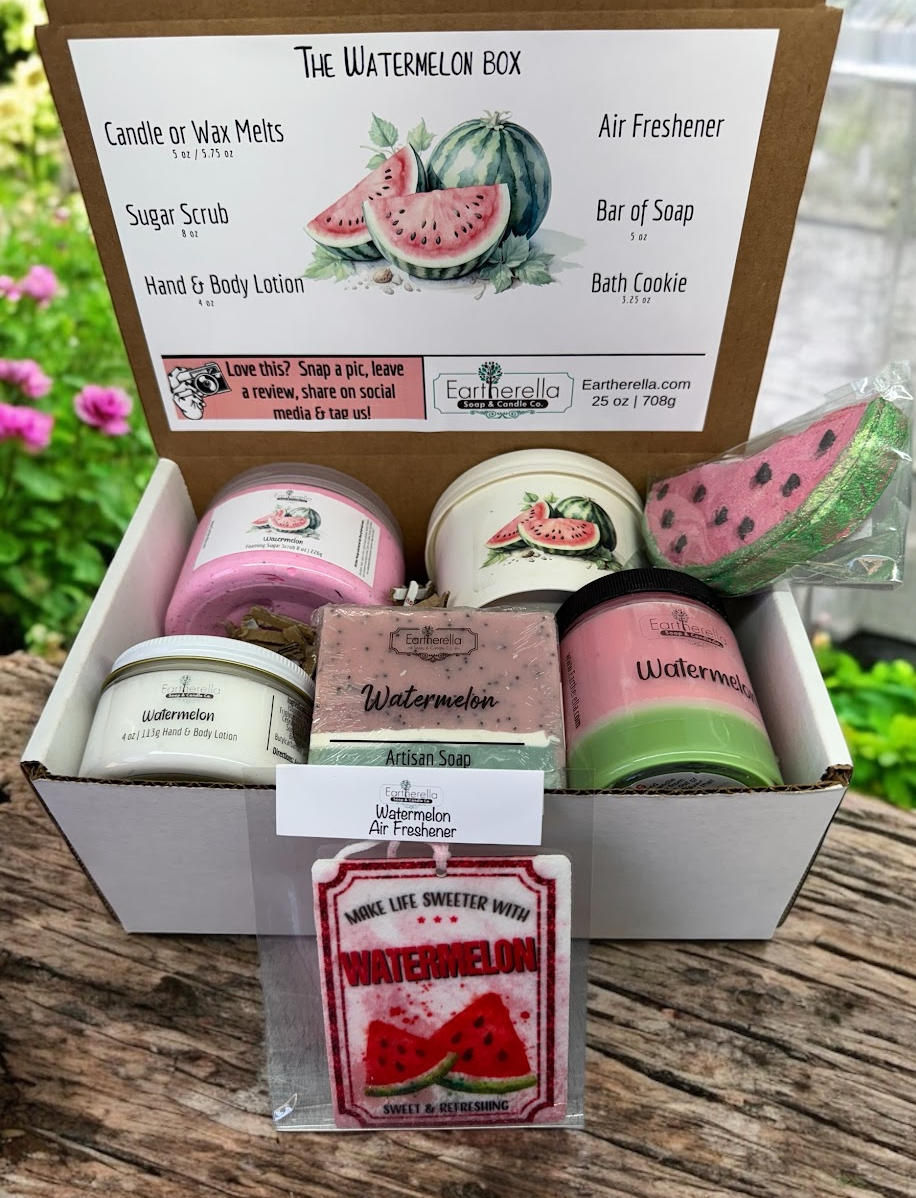 THE WATERMELON BOX
Candle or Wax Melts
5 oz / 5.75 oz
Sugar Scrub
8 oz
Hand & Body Lotion
4 oz
Air Freshener
Bar of Soap
5 oz
Bath Cookie
3.25 oz
Love this? Snap a pic, leave
a review, share on social
media & tag us!
Eartherella
Soap & Candle Co.
Eartherella.com
25 oz | 708g
Watermelon
Foaming Sugar Scrub 8 oz | 226g
Eartherella
Soap & Candle Co.
Watermelon
4 oz | 113g Hand & Body Lotion
Eartherella
Watermelon
Artisan Soap
Eartherella
Soap & Candle Co.
Watermelon
Eartherella
Soap & Candle Co.
Watermelon
Air Freshener
MAKE LIFE SWEETER WITH
WATERMELON
SWEET & REFRESHING